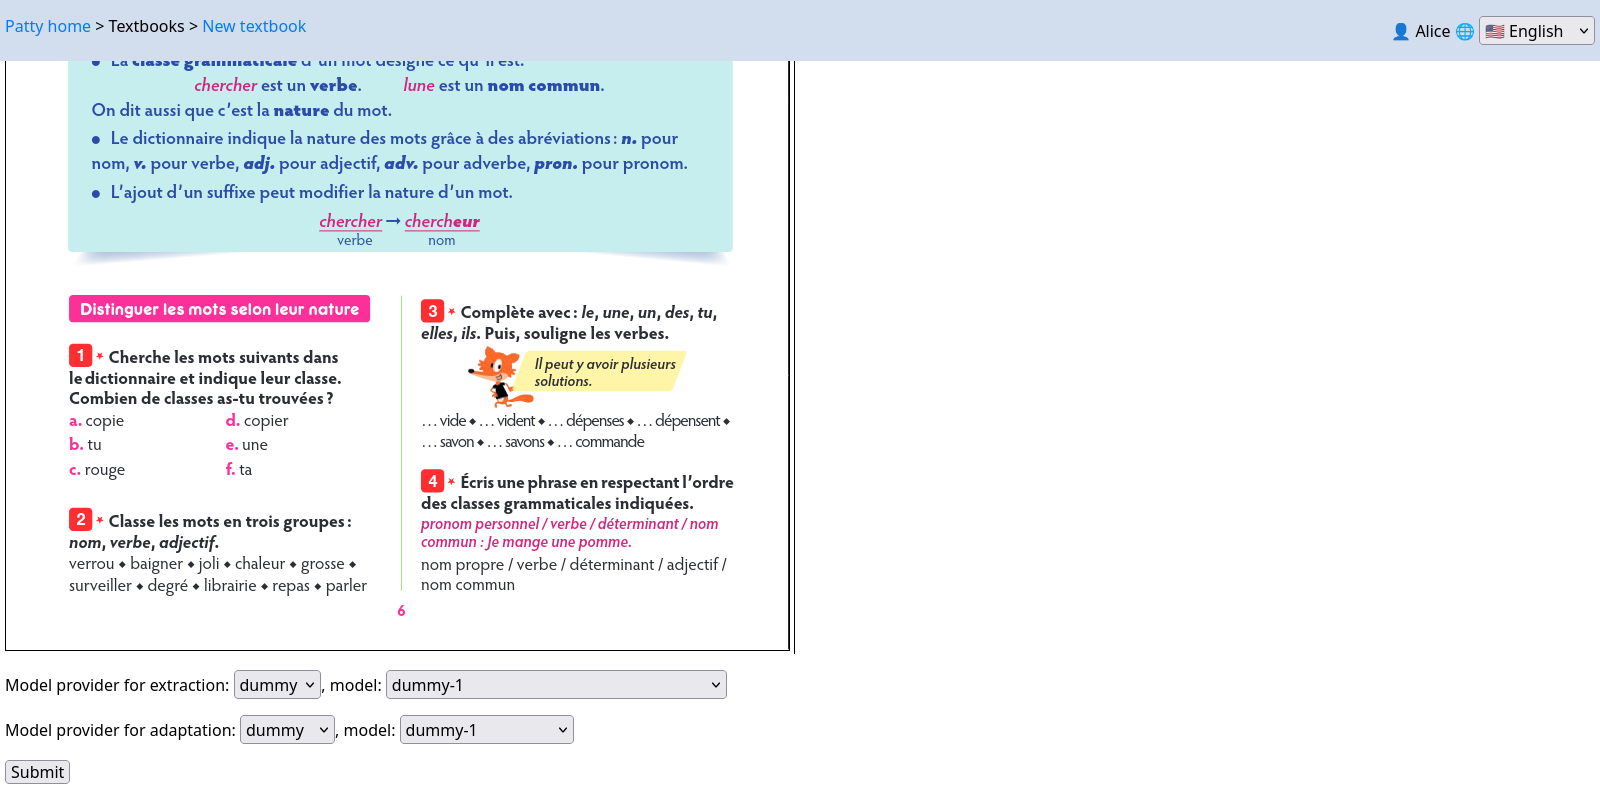 Patty home > Textbooks > New textbook
👤 Alice 🌐 🇺🇸 English
● La classe grammaticale d'un mot désigne ce qu'il est.
chercher est un verbe. lune est un nom commun.
On dit aussi que c'est la nature du mot.
● Le dictionnaire indique la nature des mots grâce à des abréviations : n. pour
nom, v. pour verbe, adj. pour adjectif, adv. pour adverbe, pron. pour pronom.
● L'ajout d'un suffixe peut modifier la nature d'un mot.
chercher → chercheur
verbe nom
Distinguer les mots selon leur nature
1 * Cherche les mots suivants dans
le dictionnaire et indique leur classe.
Combien de classes as-tu trouvées ?
a. copie d. copier
b. tu e. une
c. rouge f. ta
2 * Classe les mots en trois groupes :
nom, verbe, adjectif.
verrou ◆ baigner ◆ joli ◆ chaleur ◆ grosse ◆
surveiller ◆ degré ◆ librairie ◆ repas ◆ parler
3 * Complète avec : le, une, un, des, tu,
elles, ils. Puis, souligne les verbes.
Il peut y avoir plusieurs
solutions.
… vide ◆ … vident ◆ … dépenses ◆ … dépensent ◆
… savon ◆ … savons ◆ … commande
4 * Écris une phrase en respectant l'ordre
des classes grammaticales indiquées.
pronom personnel / verbe / déterminant / nom
commun : Je mange une pomme.
nom propre / verbe / déterminant / adjectif /
nom commun
6
Model provider for extraction: dummy, model: dummy-1
Model provider for adaptation: dummy, model: dummy-1
Submit